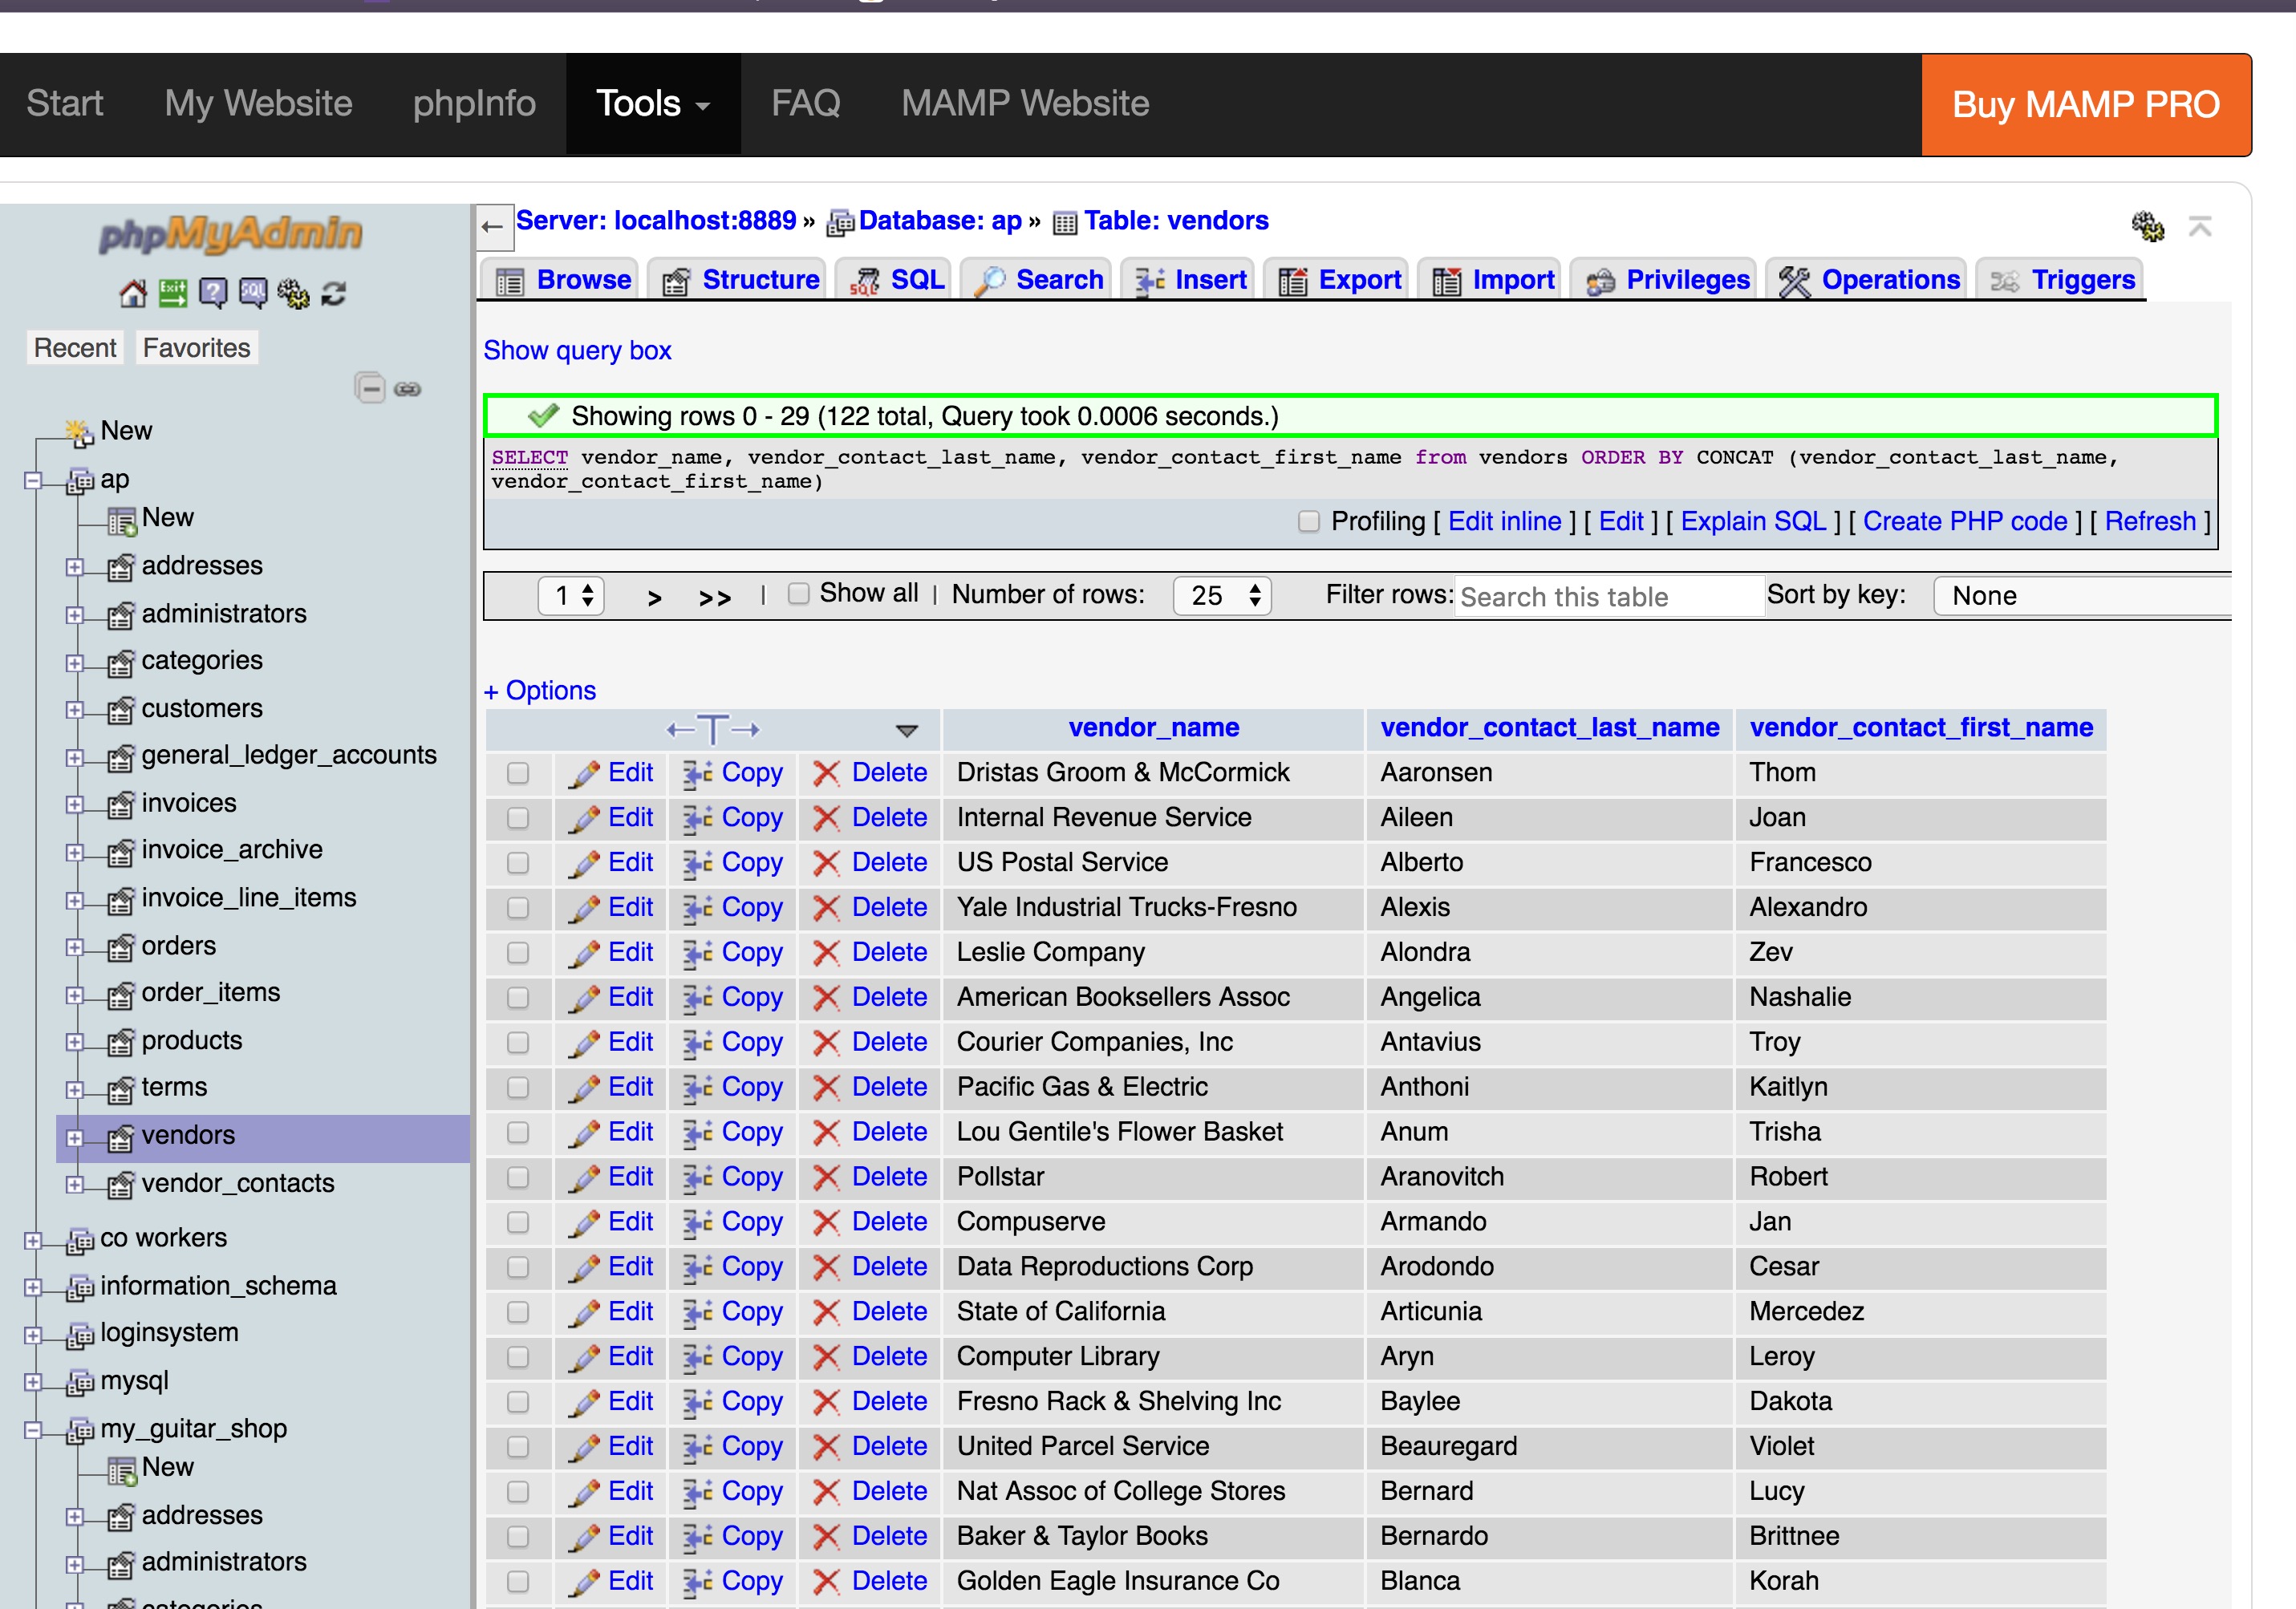 Start My Website phpInfo Tools FAQ MAMP Website Buy MAMP PRO
phpMyAdmin
Exit SQL
Recent Favorites
New
ap
New
addresses
administrators
categories
customers
general_ledger_accounts
invoices
invoice_archive
invoice_line_items
orders
order_items
products
terms
vendors
vendor_contacts
co workers
information_schema
loginsystem
mysql
my_guitar_shop
New
addresses
administrators
categories
← Server: localhost:8889 » Database: ap » Table: vendors
Browse Structure SQL Search Insert Export Import Privileges Operations Triggers
Show query box
Showing rows 0 - 29 (122 total, Query took 0.0006 seconds.)
SELECT vendor_name, vendor_contact_last_name, vendor_contact_first_name from vendors ORDER BY CONCAT (vendor_contact_last_name,
vendor_contact_first_name)
Profiling [ Edit inline ] [ Edit ] [ Explain SQL ] [ Create PHP code ] [ Refresh ]
1 > >> | Show all | Number of rows: 25 Filter rows: Search this table Sort by key: None
+ Options
←T→ vendor_name vendor_contact_last_name vendor_contact_first_name
Edit Copy Delete Dristas Groom & McCormick Aaronsen Thom
Edit Copy Delete Internal Revenue Service Aileen Joan
Edit Copy Delete US Postal Service Alberto Francesco
Edit Copy Delete Yale Industrial Trucks-Fresno Alexis Alexandro
Edit Copy Delete Leslie Company Alondra Zev
Edit Copy Delete American Booksellers Assoc Angelica Nashalie
Edit Copy Delete Courier Companies, Inc Antavius Troy
Edit Copy Delete Pacific Gas & Electric Anthoni Kaitlyn
Edit Copy Delete Lou Gentile's Flower Basket Anum Trisha
Edit Copy Delete Pollstar Aranovitch Robert
Edit Copy Delete Compuserve Armando Jan
Edit Copy Delete Data Reproductions Corp Arodondo Cesar
Edit Copy Delete State of California Articunia Mercedez
Edit Copy Delete Computer Library Aryn Leroy
Edit Copy Delete Fresno Rack & Shelving Inc Baylee Dakota
Edit Copy Delete United Parcel Service Beauregard Violet
Edit Copy Delete Nat Assoc of College Stores Bernard Lucy
Edit Copy Delete Baker & Taylor Books Bernardo Brittnee
Edit Copy Delete Golden Eagle Insurance Co Blanca Korah